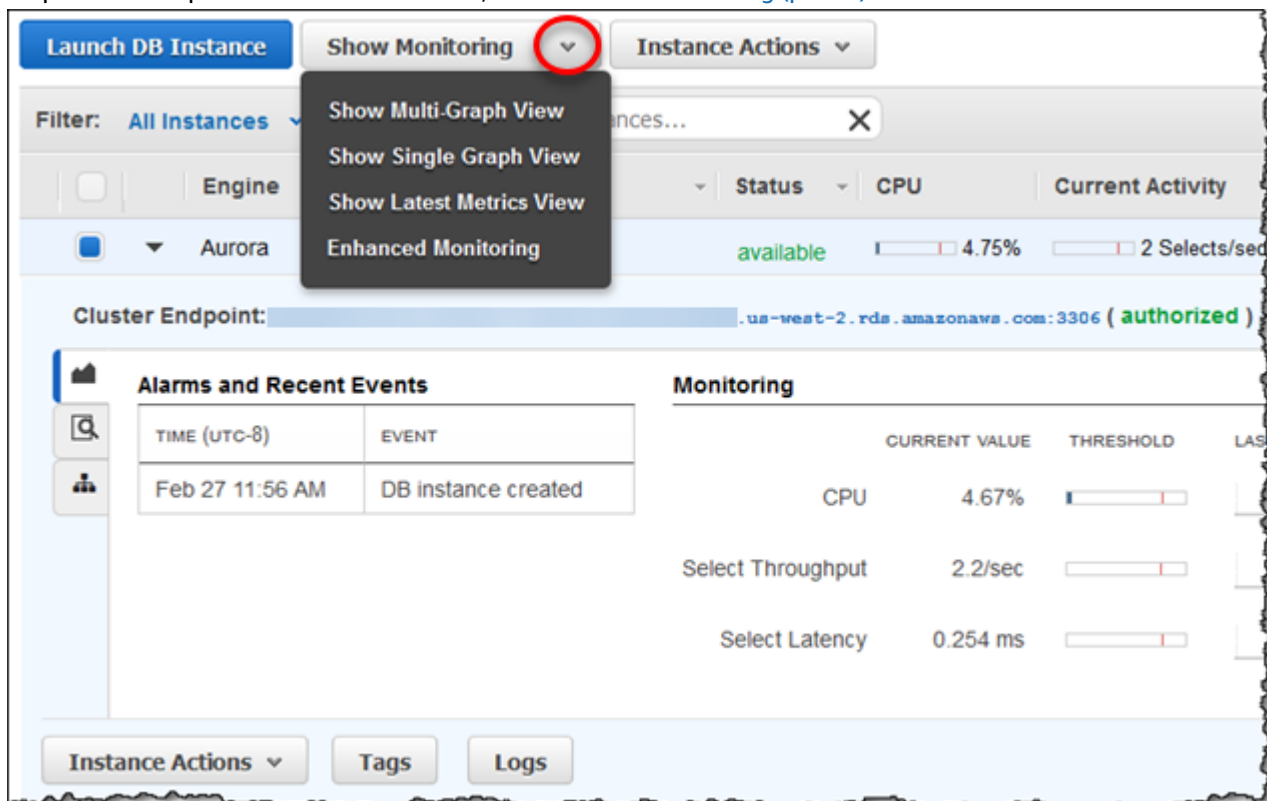 Launch DB Instance Show Monitoring Instance Actions
Show Multi-Graph View
Show Single Graph View
Show Latest Metrics View
Enhanced Monitoring
Filter: All Instances
Engine Status CPU Current Activity
Aurora available 4.75% 2 Selects/sec
Cluster Endpoint: .us-west-2.rds.amazonaws.com:3306 ( authorized )
Alarms and Recent Events
TIME (UTC-8) EVENT
Feb 27 11:56 AM DB instance created
Monitoring
CURRENT VALUE THRESHOLD
CPU 4.67%
Select Throughput 2.2/sec
Select Latency 0.254 ms
Instance Actions Tags Logs